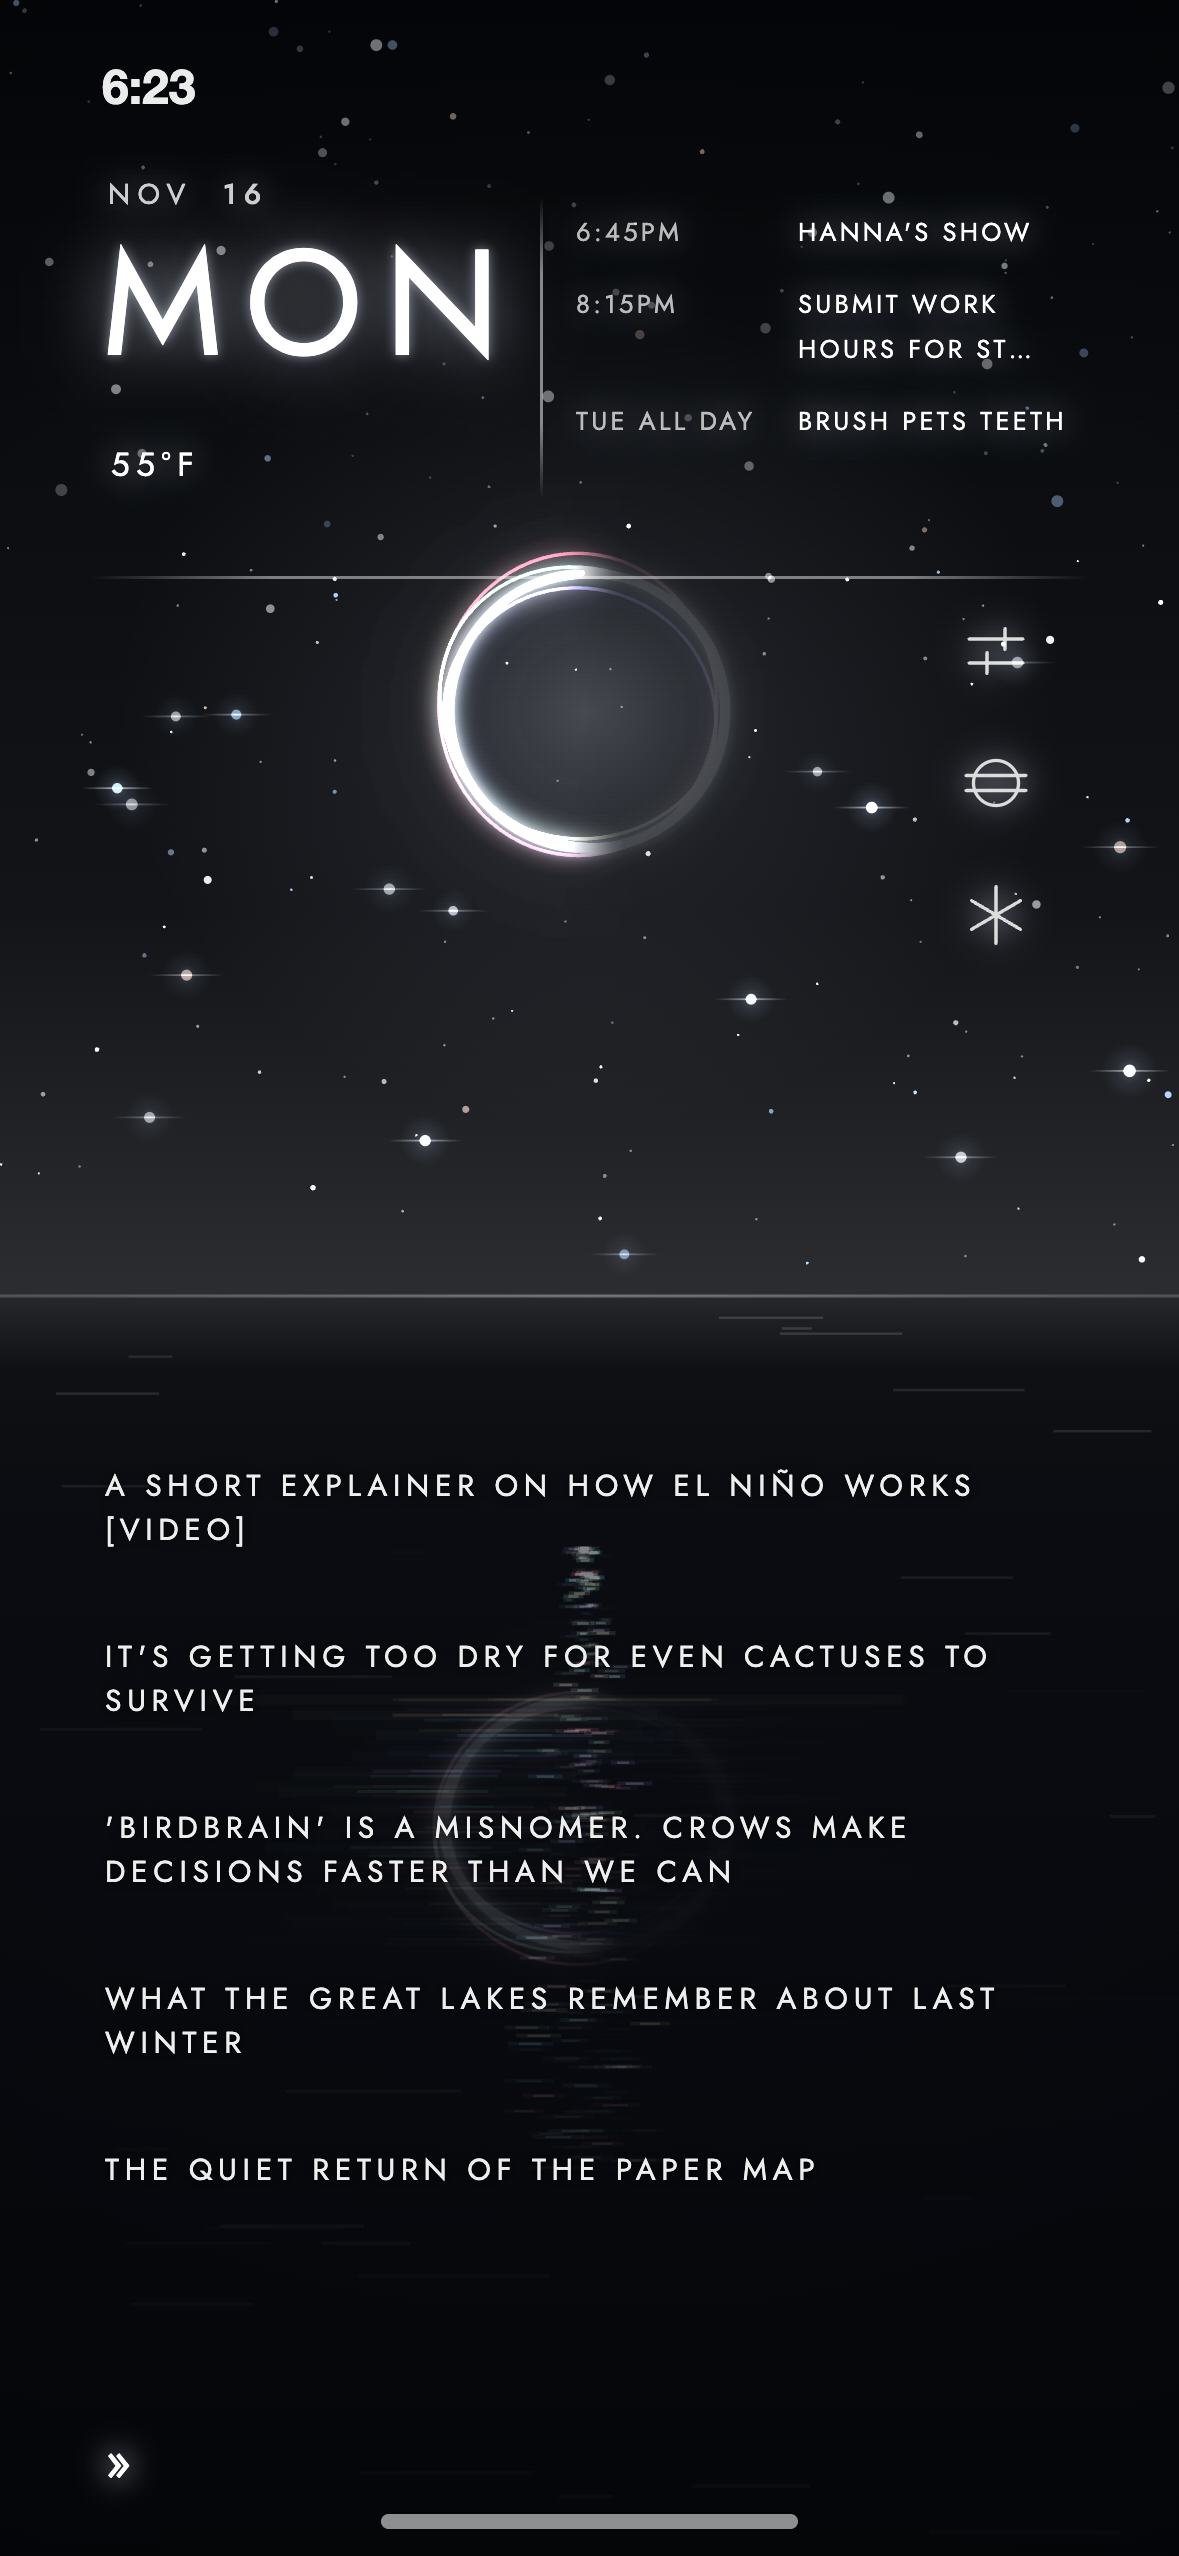 6:23
NOV 16
MON
55°F
6:45PM HANNA'S SHOW
8:15PM SUBMIT WORK
HOURS FOR ST...
TUE ALL DAY BRUSH PETS TEETH
A SHORT EXPLAINER ON HOW EL NIÑO WORKS
[VIDEO]
IT'S GETTING TOO DRY FOR EVEN CACTUSES TO
SURVIVE
'BIRDBRAIN' IS A MISNOMER. CROWS MAKE
DECISIONS FASTER THAN WE CAN
WHAT THE GREAT LAKES REMEMBER ABOUT LAST
WINTER
THE QUIET RETURN OF THE PAPER MAP
»